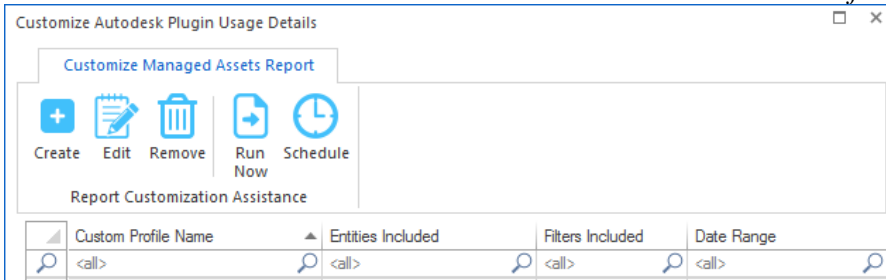 Customize Autodesk Plugin Usage Details
Customize Managed Assets Report
Create Edit Remove Run Now Schedule
Report Customization Assistance
Custom Profile Name Entities Included Filters Included Date Range
<all> <all> <all> <all>